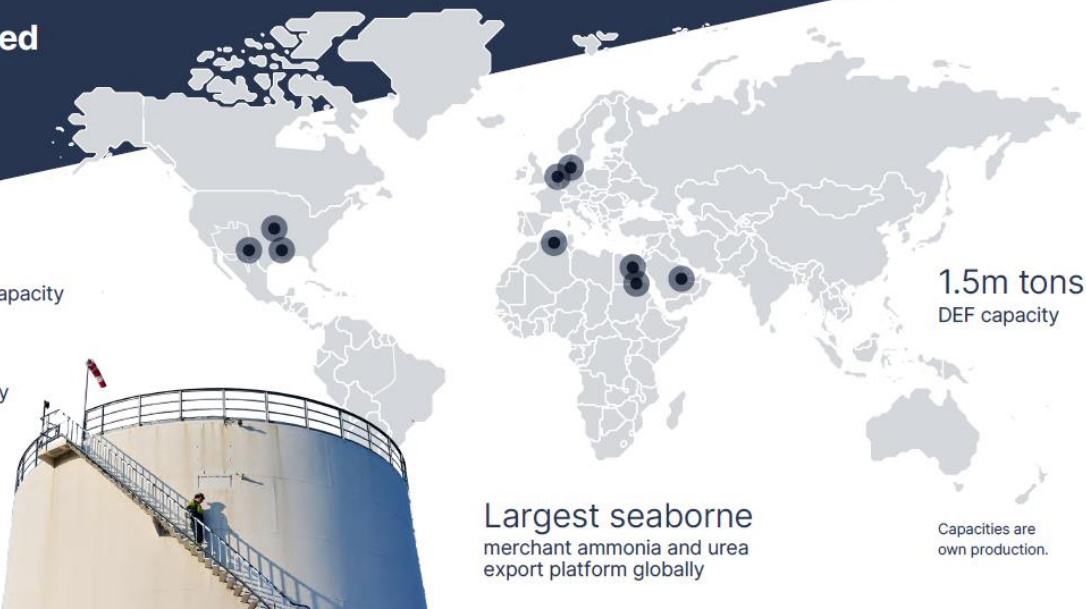 ed
apacity
y
1.5m tons
DEF capacity
Largest seaborne
merchant ammonia and urea
export platform globally
Capacities are
own production.